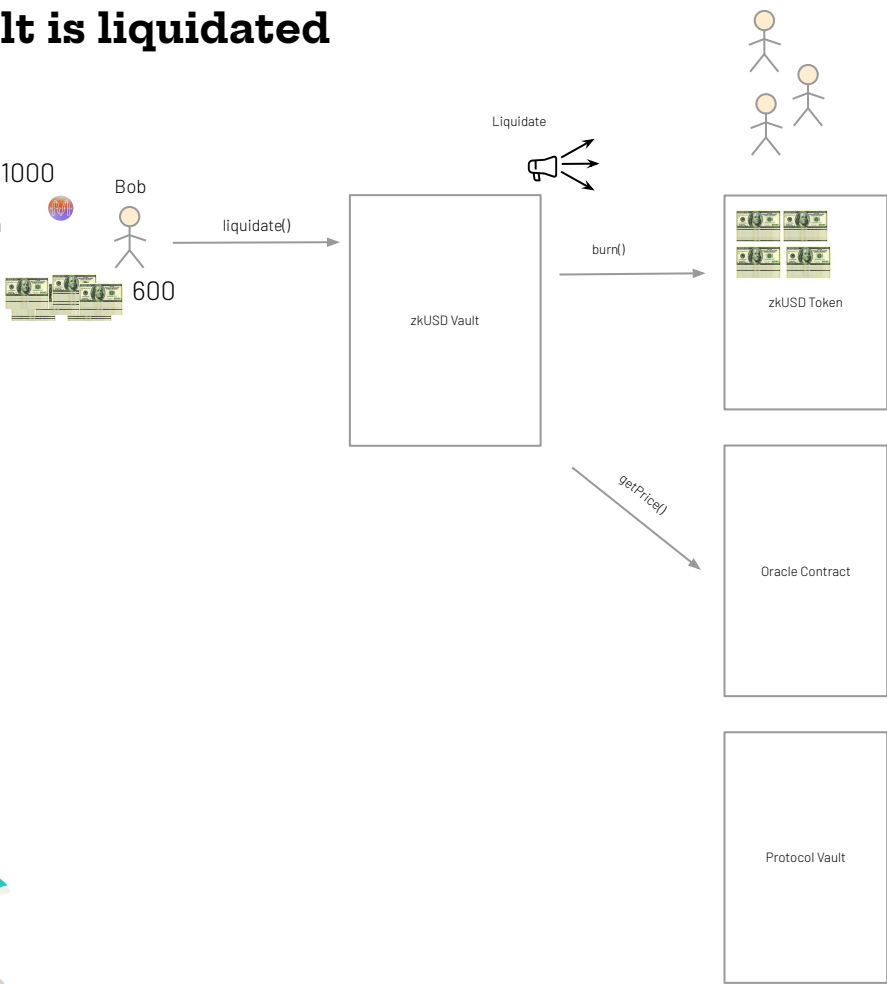 lt is liquidated
Liquidate
1000
Bob
liquidate()
burn()
600
zkUSD Token
zkUSD Vault
getPrice()
Oracle Contract
Protocol Vault